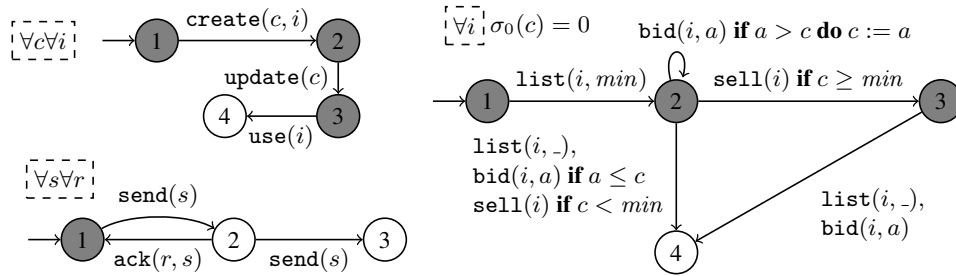 ∀c∀i
create(c, i)
1
2
update(c)
4
3
use(i)
∀s∀r
send(s)
1
2
3
ack(r, s)
send(s)
∀i σ₀(c) = 0
bid(i, a) if a > c do c := a
list(i, min)
sell(i) if c ≥ min
1
2
3
list(i, _),
bid(i, a) if a ≤ c
sell(i) if c < min
list(i, _),
bid(i, a)
4